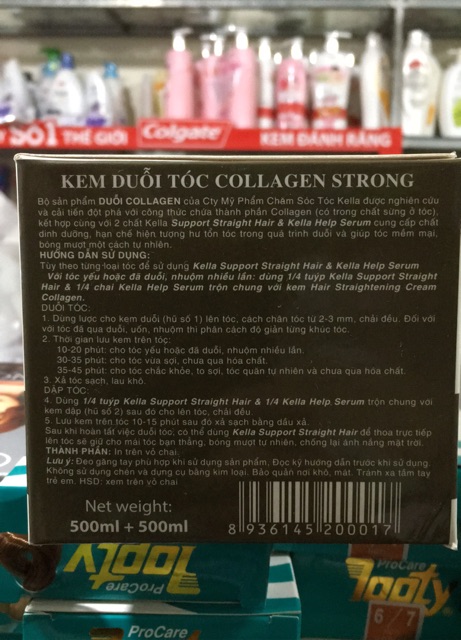 SỐ1 THẾ GIỚI Colgate KEM ĐÁNH RĂNG
KEM DUỖI TÓC COLLAGEN STRONG
Bộ sản phẩm DUỖI COLLAGEN của Cty Mỹ Phẩm Chăm Sóc Tóc Kella được nghiên cứu
và cải tiến đột phá với công thức chứa thành phần Collagen (có trong chất sừng ở tóc),
kết hợp cùng với 2 chất Kella Support Straight Hair & Kella Help Serum cung cấp chất
dinh dưỡng, hạn chế hiện tượng hư tổn tóc trong quá trình duỗi và giúp tóc mềm mại,
bóng mượt một cách tự nhiên.
HƯỚNG DẪN SỬ DỤNG:
Tùy theo từng loại tóc để sử dụng Kella Support Straight Hair & Kella Help Serum
Với tóc yếu hoặc đã duỗi, nhuộm nhiều lần: dùng 1/4 tuýp Kella Support Straight
Hair & 1/4 chai Kella Help Serum trộn chung với kem Hair Straightening Cream
Collagen.
DUỖI TÓC:
1. Dùng lược cho kem duỗi (hũ số 1) lên tóc, cách chân tóc từ 2-3 mm, chải đều. Đối với
với tóc đã qua duỗi, uốn, nhuộm thì phân cách độ giãn từng khúc tóc.
2. Thời gian lưu kem trên tóc:
10-20 phút: cho tóc yếu hoặc đã duỗi, nhuộm nhiều lần.
30-35 phút: cho tóc vừa sợi, chưa qua hóa chất.
35-45 phút: cho tóc chắc khỏe, to sợi, tóc quăn tự nhiên và chưa qua hóa chất.
3. Xả tóc sạch, lau khô.
DẬP TÓC:
4. Dùng 1/4 tuýp Kella Support Straight Hair & 1/4 Kella Help Serum trộn chung với
kem dập (hũ số 2) sau đó cho lên tóc, chải đều.
5. Lưu kem trên tóc 10-15 phút sau đó xả sạch bằng dầu xả.
Sau khi hoàn tất việc duỗi tóc, có thể dùng Kella Support Straight Hair để thoa trực tiếp
lên tóc sẽ giữ cho mái tóc bạn thẳng, bóng mượt tự nhiên, chống lại ánh nắng mặt trời.
THÀNH PHẦN: In trên vỏ chai
Lưu ý: Đeo găng tay phù hợp khi sử dụng sản phẩm, Đọc kỹ hướng dẫn trước khi sử dụng.
Không sử dụng chén và dụng cụ bằng kim loại. Bảo quản nơi khô, mát. Tránh xa tầm tay
trẻ em. HSD: xem trên vỏ chai
Net weight:
500ml + 500ml
8 936145 200017
ProCare
Tooty
ProCare
Tooty
6 7
ProCare